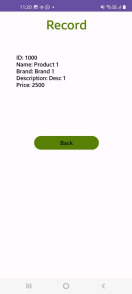 11:20
Record
ID: 1000
Name: Product 1
Brand: Brand 1
Description: Desc 1
Price: 2500
Back